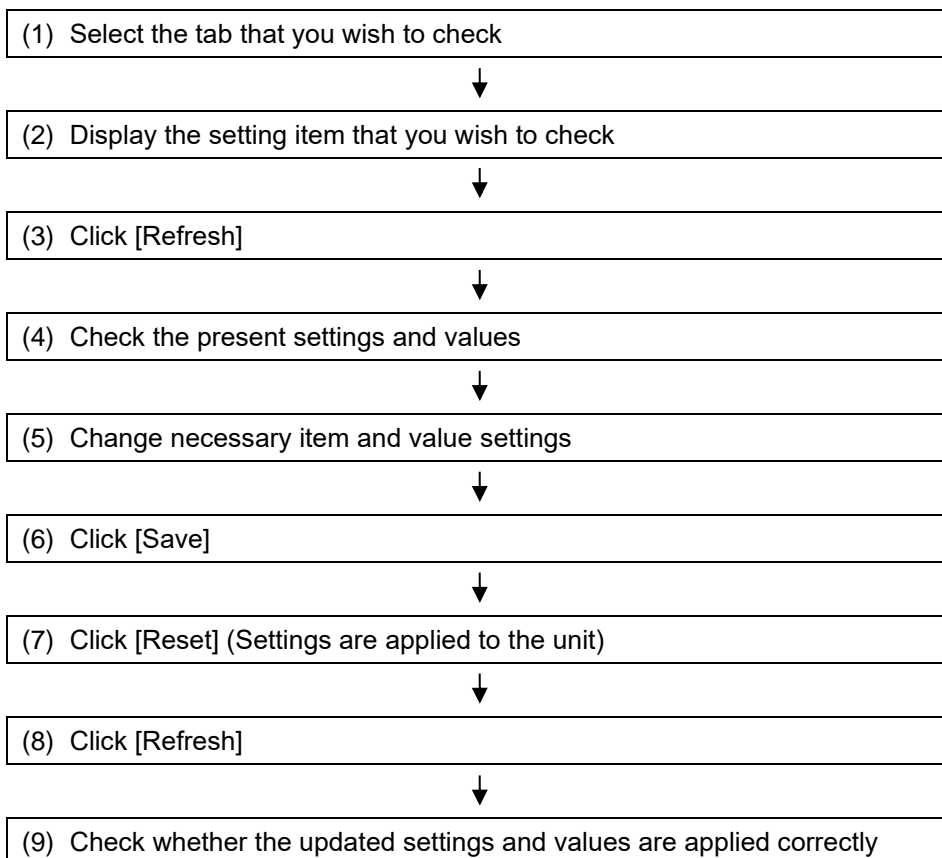 (1) Select the tab that you wish to check
(2) Display the setting item that you wish to check
(3) Click [Refresh]
(4) Check the present settings and values
(5) Change necessary item and value settings
(6) Click [Save]
(7) Click [Reset] (Settings are applied to the unit)
(8) Click [Refresh]
(9) Check whether the updated settings and values are applied correctly